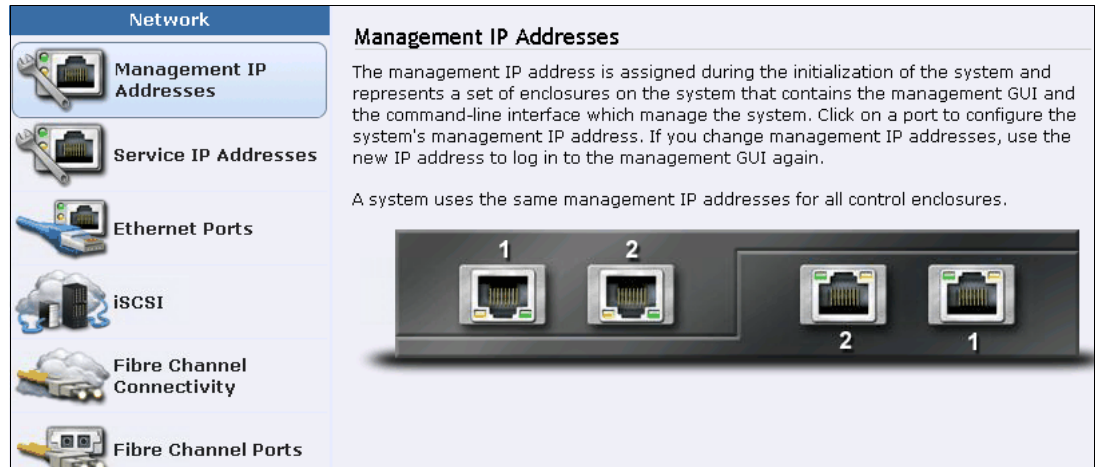 Network
Management IP
Addresses
Service IP Addresses
Ethernet Ports
iSCSI
Fibre Channel
Connectivity
Fibre Channel Ports
Management IP Addresses
The management IP address is assigned during the initialization of the system and
represents a set of enclosures on the system that contains the management GUI and
the command-line interface which manage the system. Click on a port to configure the
system's management IP address. If you change management IP addresses, use the
new IP address to log in to the management GUI again.
A system uses the same management IP addresses for all control enclosures.
1 2
2 1